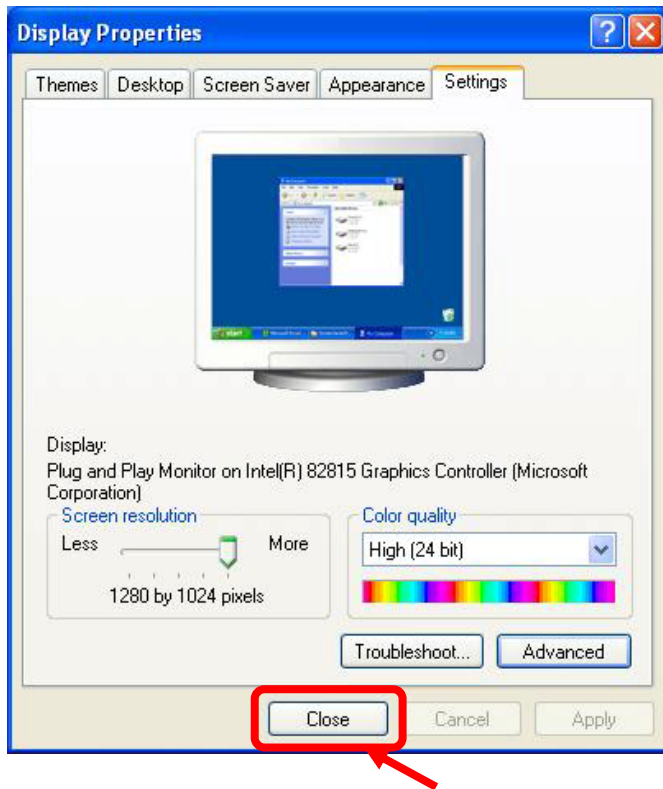 Display Properties
Themes Desktop Screen Saver Appearance Settings
start
Display:
Plug and Play Monitor on Intel(R) 82815 Graphics Controller (Microsoft
Corporation)
Screen resolution
Less More
1280 by 1024 pixels
Color quality
High (24 bit)
Troubleshoot... Advanced
Close Cancel Apply